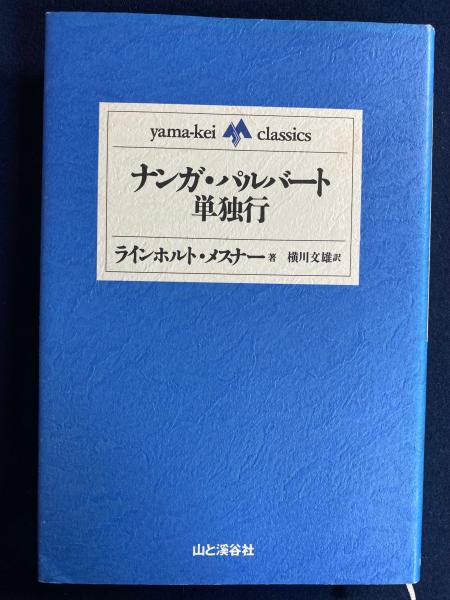 yama-kei classics
ナンガ・パルバート
単独行
ラインホルト・メスナー著 横川文雄訳
山と溪谷社